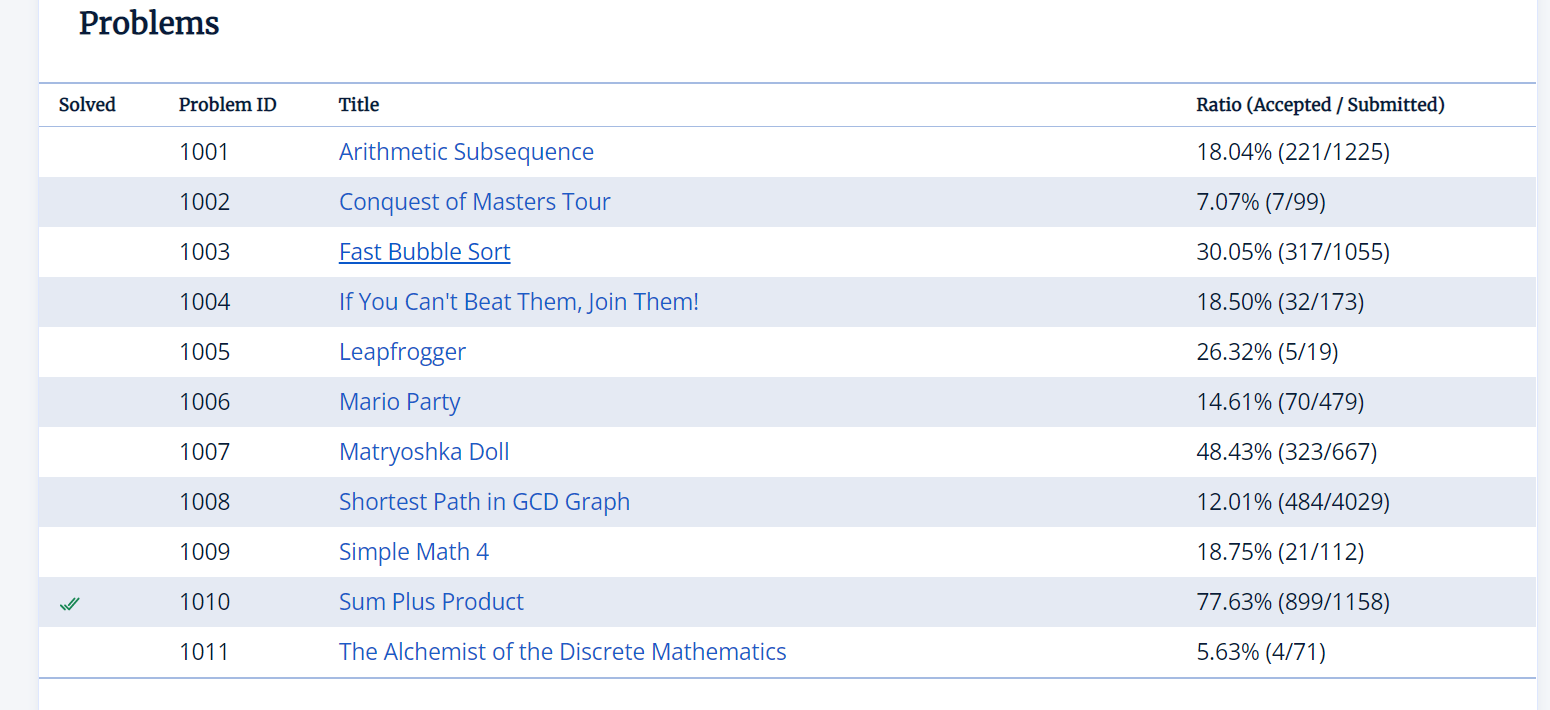 Problems
Solved Problem ID Title Ratio (Accepted / Submitted)
1001 Arithmetic Subsequence 18.04% (221/1225)
1002 Conquest of Masters Tour 7.07% (7/99)
1003 Fast Bubble Sort 30.05% (317/1055)
1004 If You Can't Beat Them, Join Them! 18.50% (32/173)
1005 Leapfrogger 26.32% (5/19)
1006 Mario Party 14.61% (70/479)
1007 Matryoshka Doll 48.43% (323/667)
1008 Shortest Path in GCD Graph 12.01% (484/4029)
1009 Simple Math 4 18.75% (21/112)
1010 Sum Plus Product 77.63% (899/1158)
1011 The Alchemist of the Discrete Mathematics 5.63% (4/71)